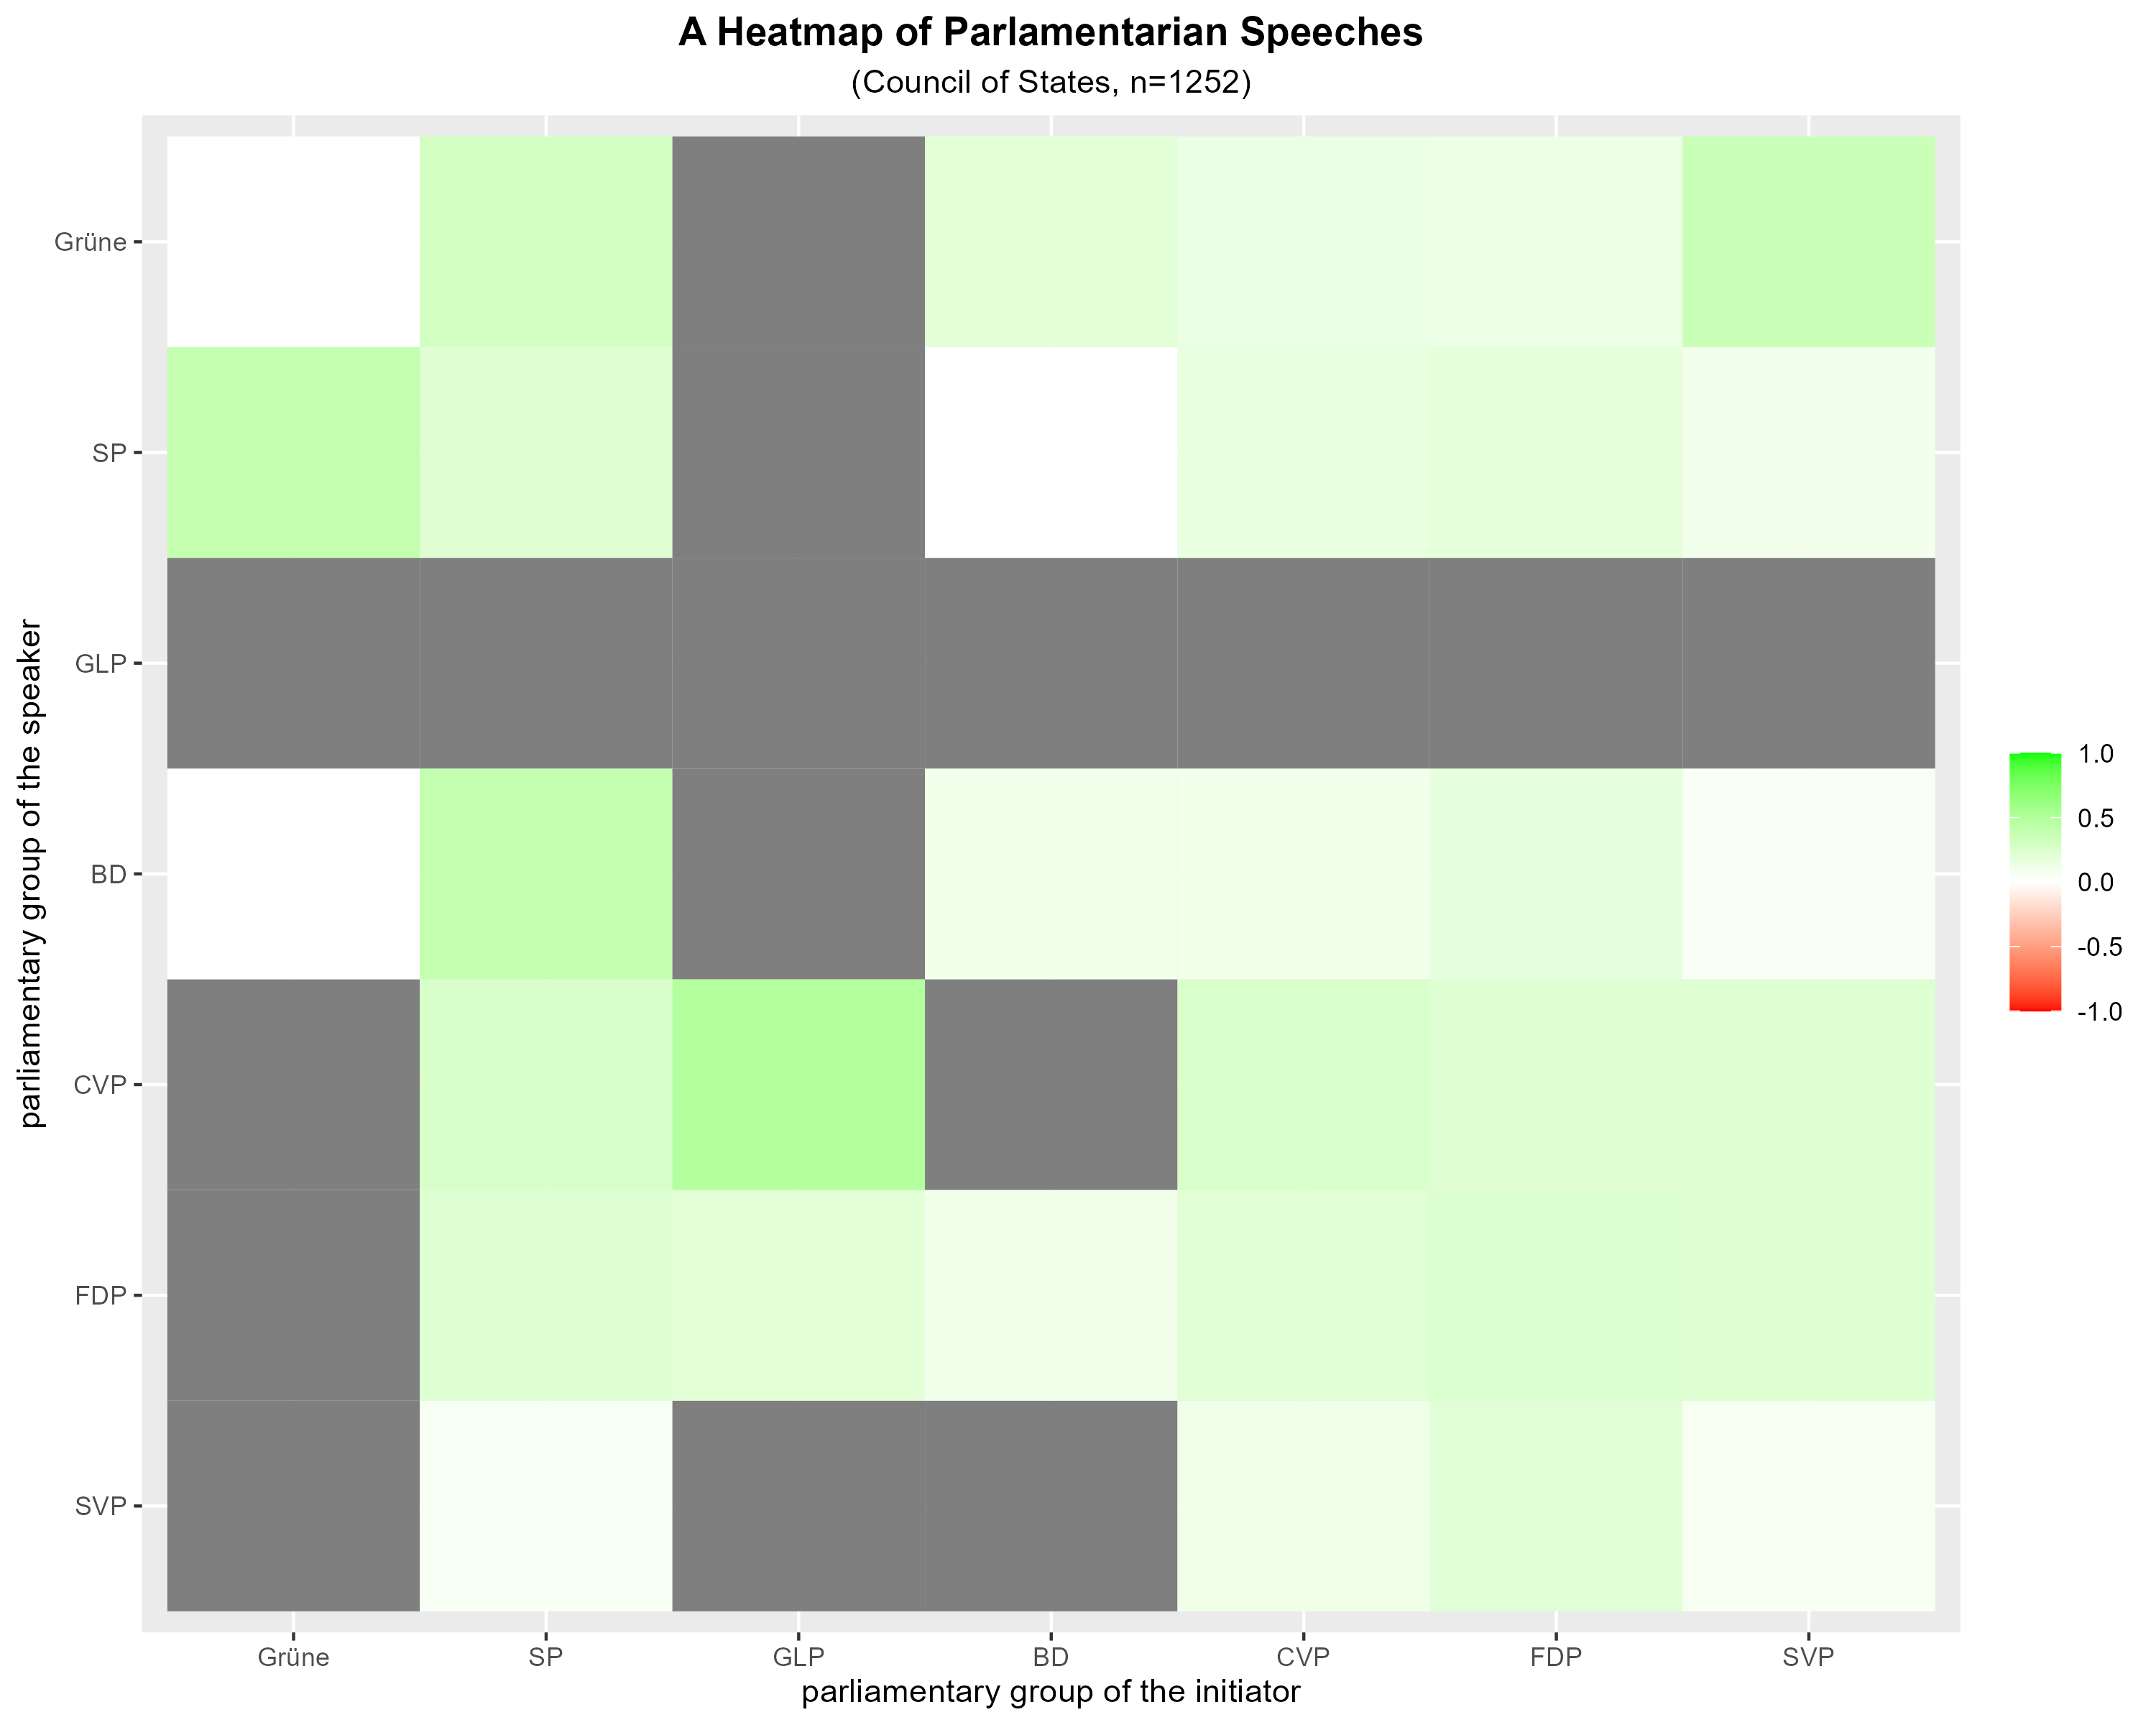 A Heatmap of Parlamentarian Speeches
(Council of States, n=1252)
parliamentary group of the speaker
Grüne
SP
GLP
BD
CVP
FDP
SVP
Grüne SP GLP BD CVP FDP SVP
parliamentary group of the initiator
1.0
0.5
0.0
-0.5
-1.0